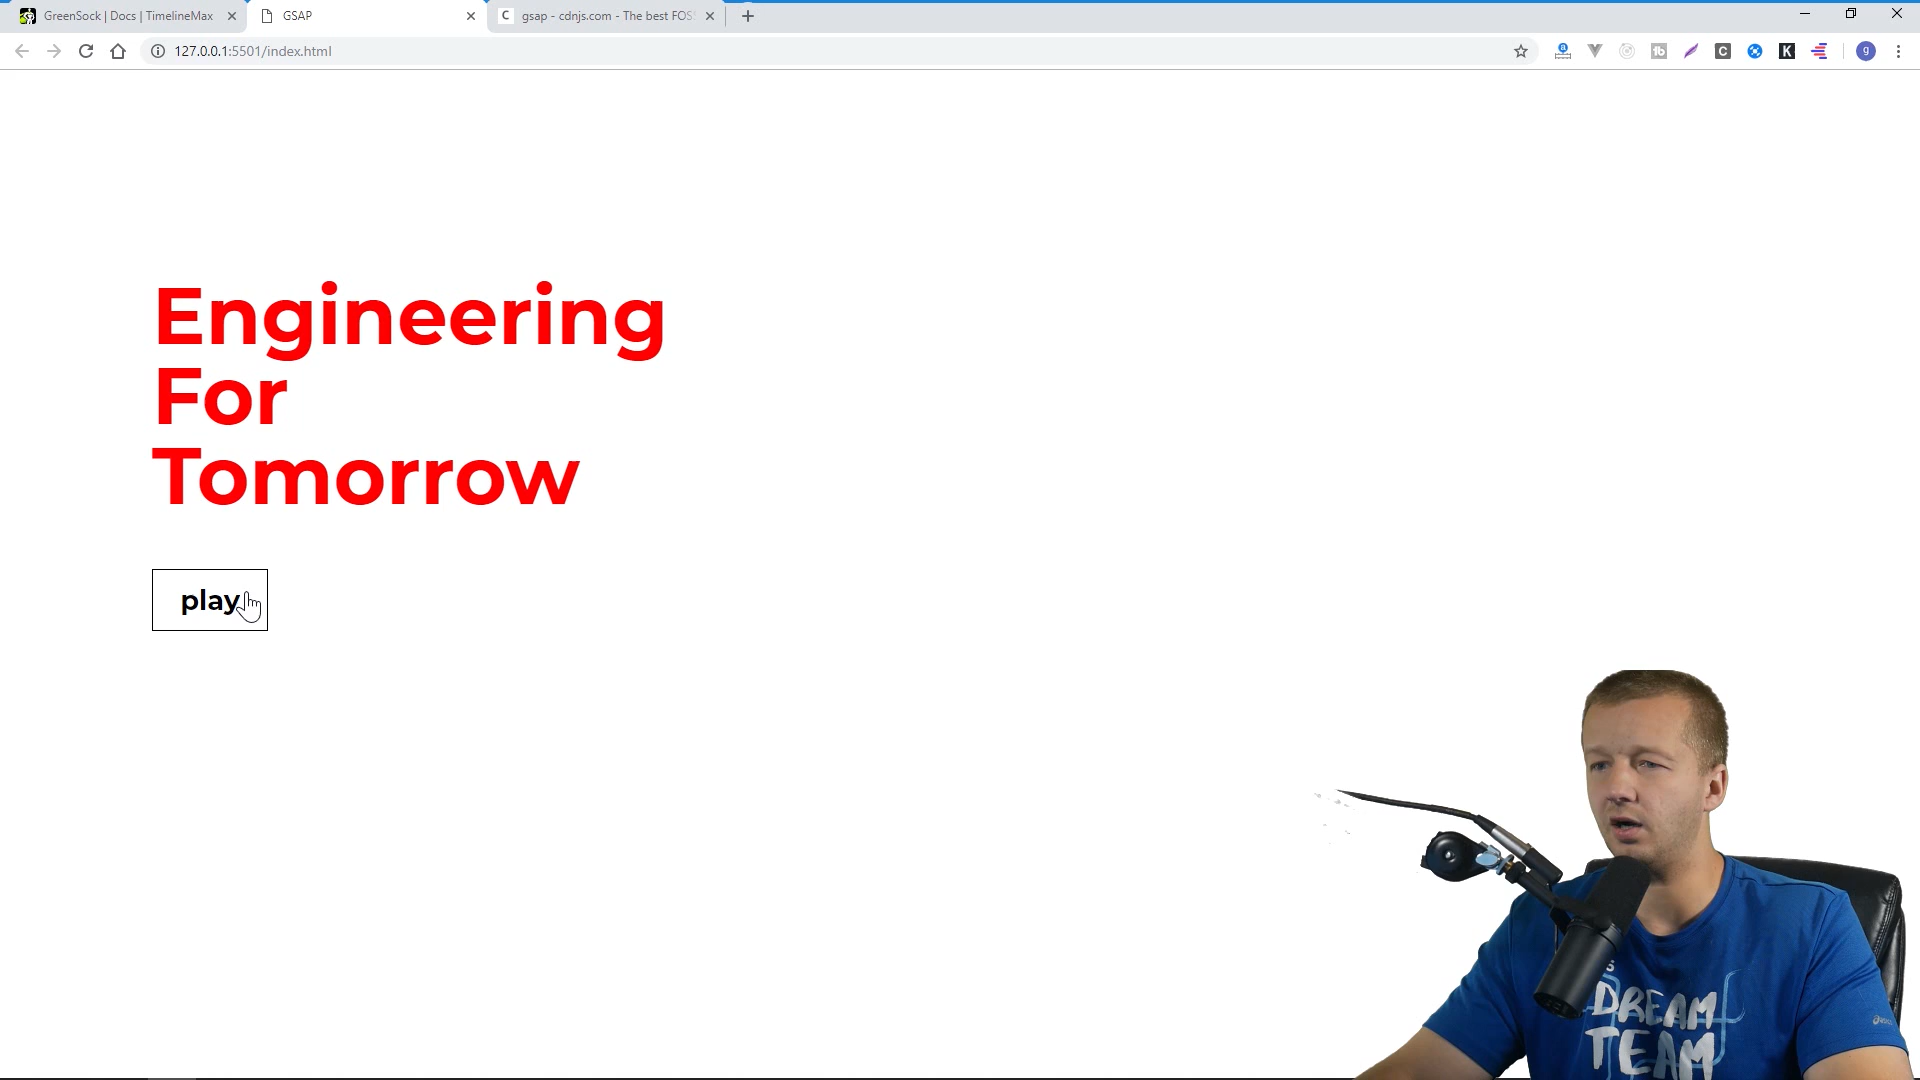 GreenSock | Docs | TimelineMax
GSAP
C gsap - cdnjs.com - The best FOS
127.0.0.1:5501/index.html
C
K
g
Engineering
For
Tomorrow
play
DREAM
TEAM